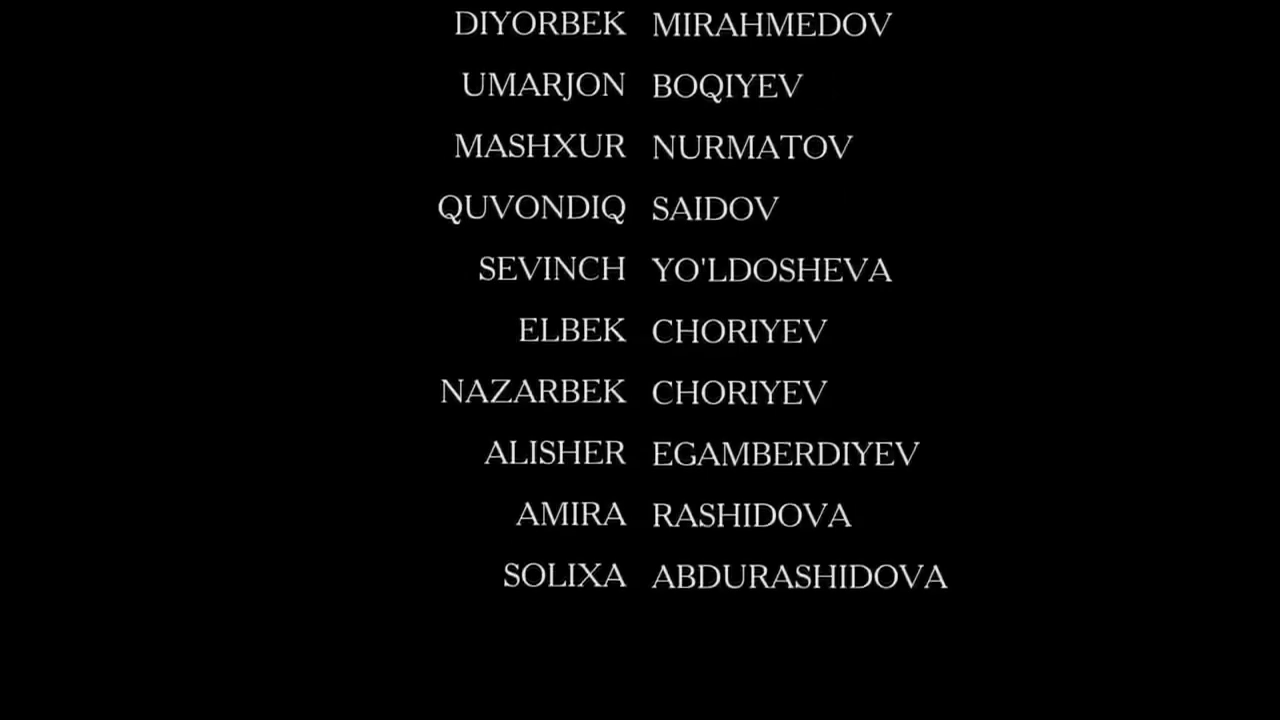 DIYORBEK MIRAHMEDOV
UMARJON BOQIYEV
MASHXUR NURMATOV
QUVONDIQ SAIDOV
SEVINCH YO'LDOSHEVA
ELBEK CHORIYEV
NAZARBEK CHORIYEV
ALISHER EGAMBERDIYEV
AMIRA RASHIDOVA
SOLIXA ABDURASHIDOVA